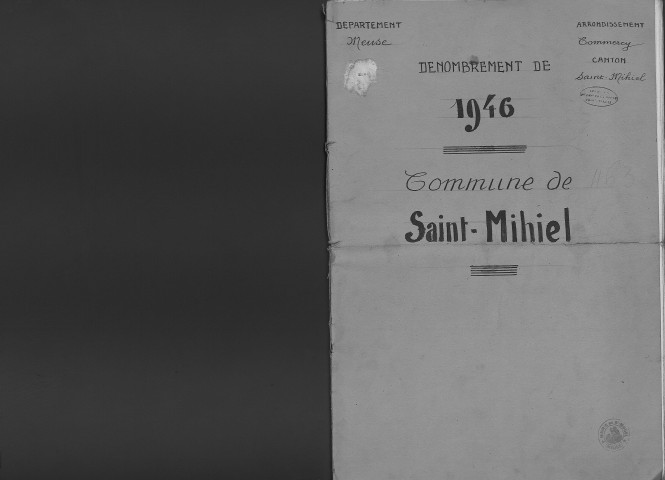 DEPARTEMENT
Meuse
ARRONDISSEMENT
Commercy
CANTON
Saint-Mihiel
DENOMBREMENT DE
1946
Commune de
Saint-Mihiel